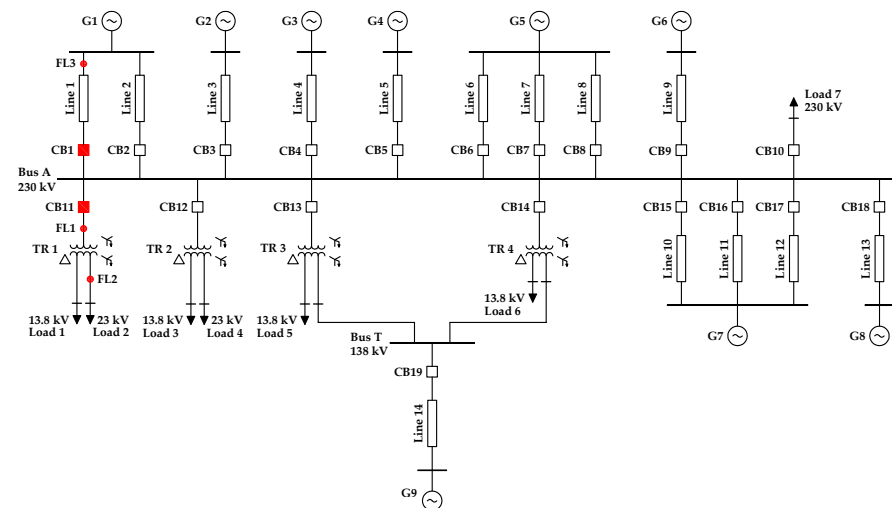 G1
G2
G3
G4
G5
G6
FL3
Line 1
Line 2
Line 3
Line 4
Line 5
Line 6
Line 7
Line 8
Line 9
Load 7
230 kV
CB1
CB2
CB3
CB4
CB5
CB6
CB7
CB8
CB9
CB10
Bus A
230 kV
CB11
CB12
CB13
CB14
CB15
CB16
CB17
CB18
FL1
TR 1
TR 2
TR 3
TR 4
FL2
Line 10
Line 11
Line 12
Line 13
13.8 kV
Load 1
23 kV
Load 2
13.8 kV
Load 3
23 kV
Load 4
13.8 kV
Load 5
13.8 kV
Load 6
Bus T
138 kV
G7
G8
CB19
Line 14
G9